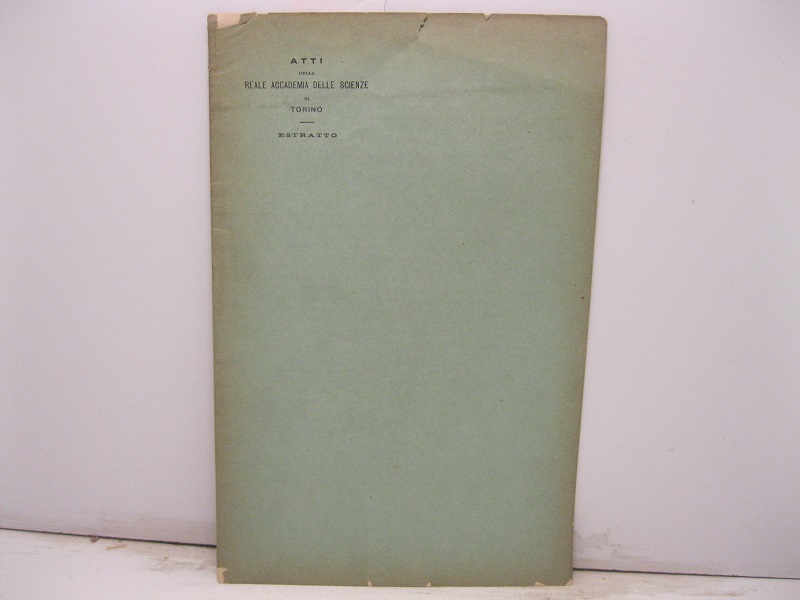 ATTI
DELLA
REALE ACCADEMIA DELLE SCIENZE
DI
TORINO
ESTRATTO